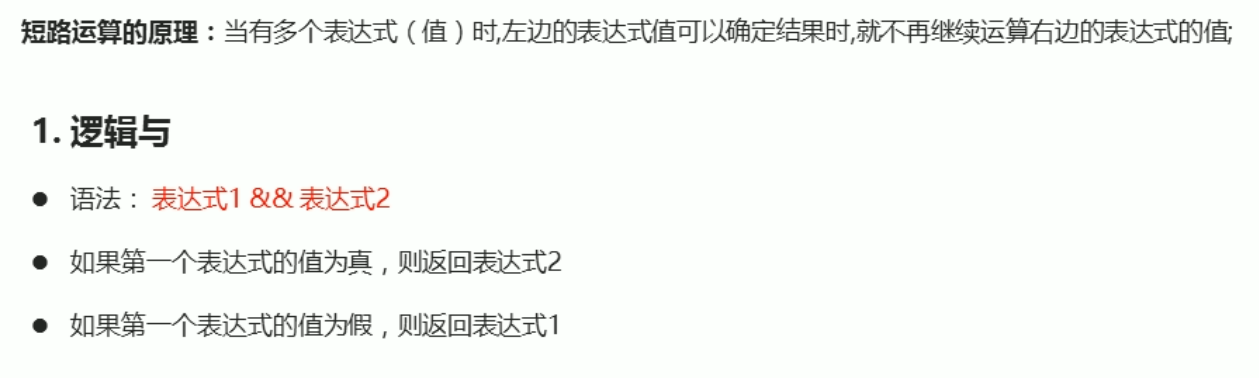 短路运算的原理：当有多个表达式（值）时,左边的表达式值可以确定结果时,就不再继续运算右边的表达式的值;
1. 逻辑与
● 语法： 表达式1 && 表达式2
● 如果第一个表达式的值为真，则返回表达式2
● 如果第一个表达式的值为假，则返回表达式1